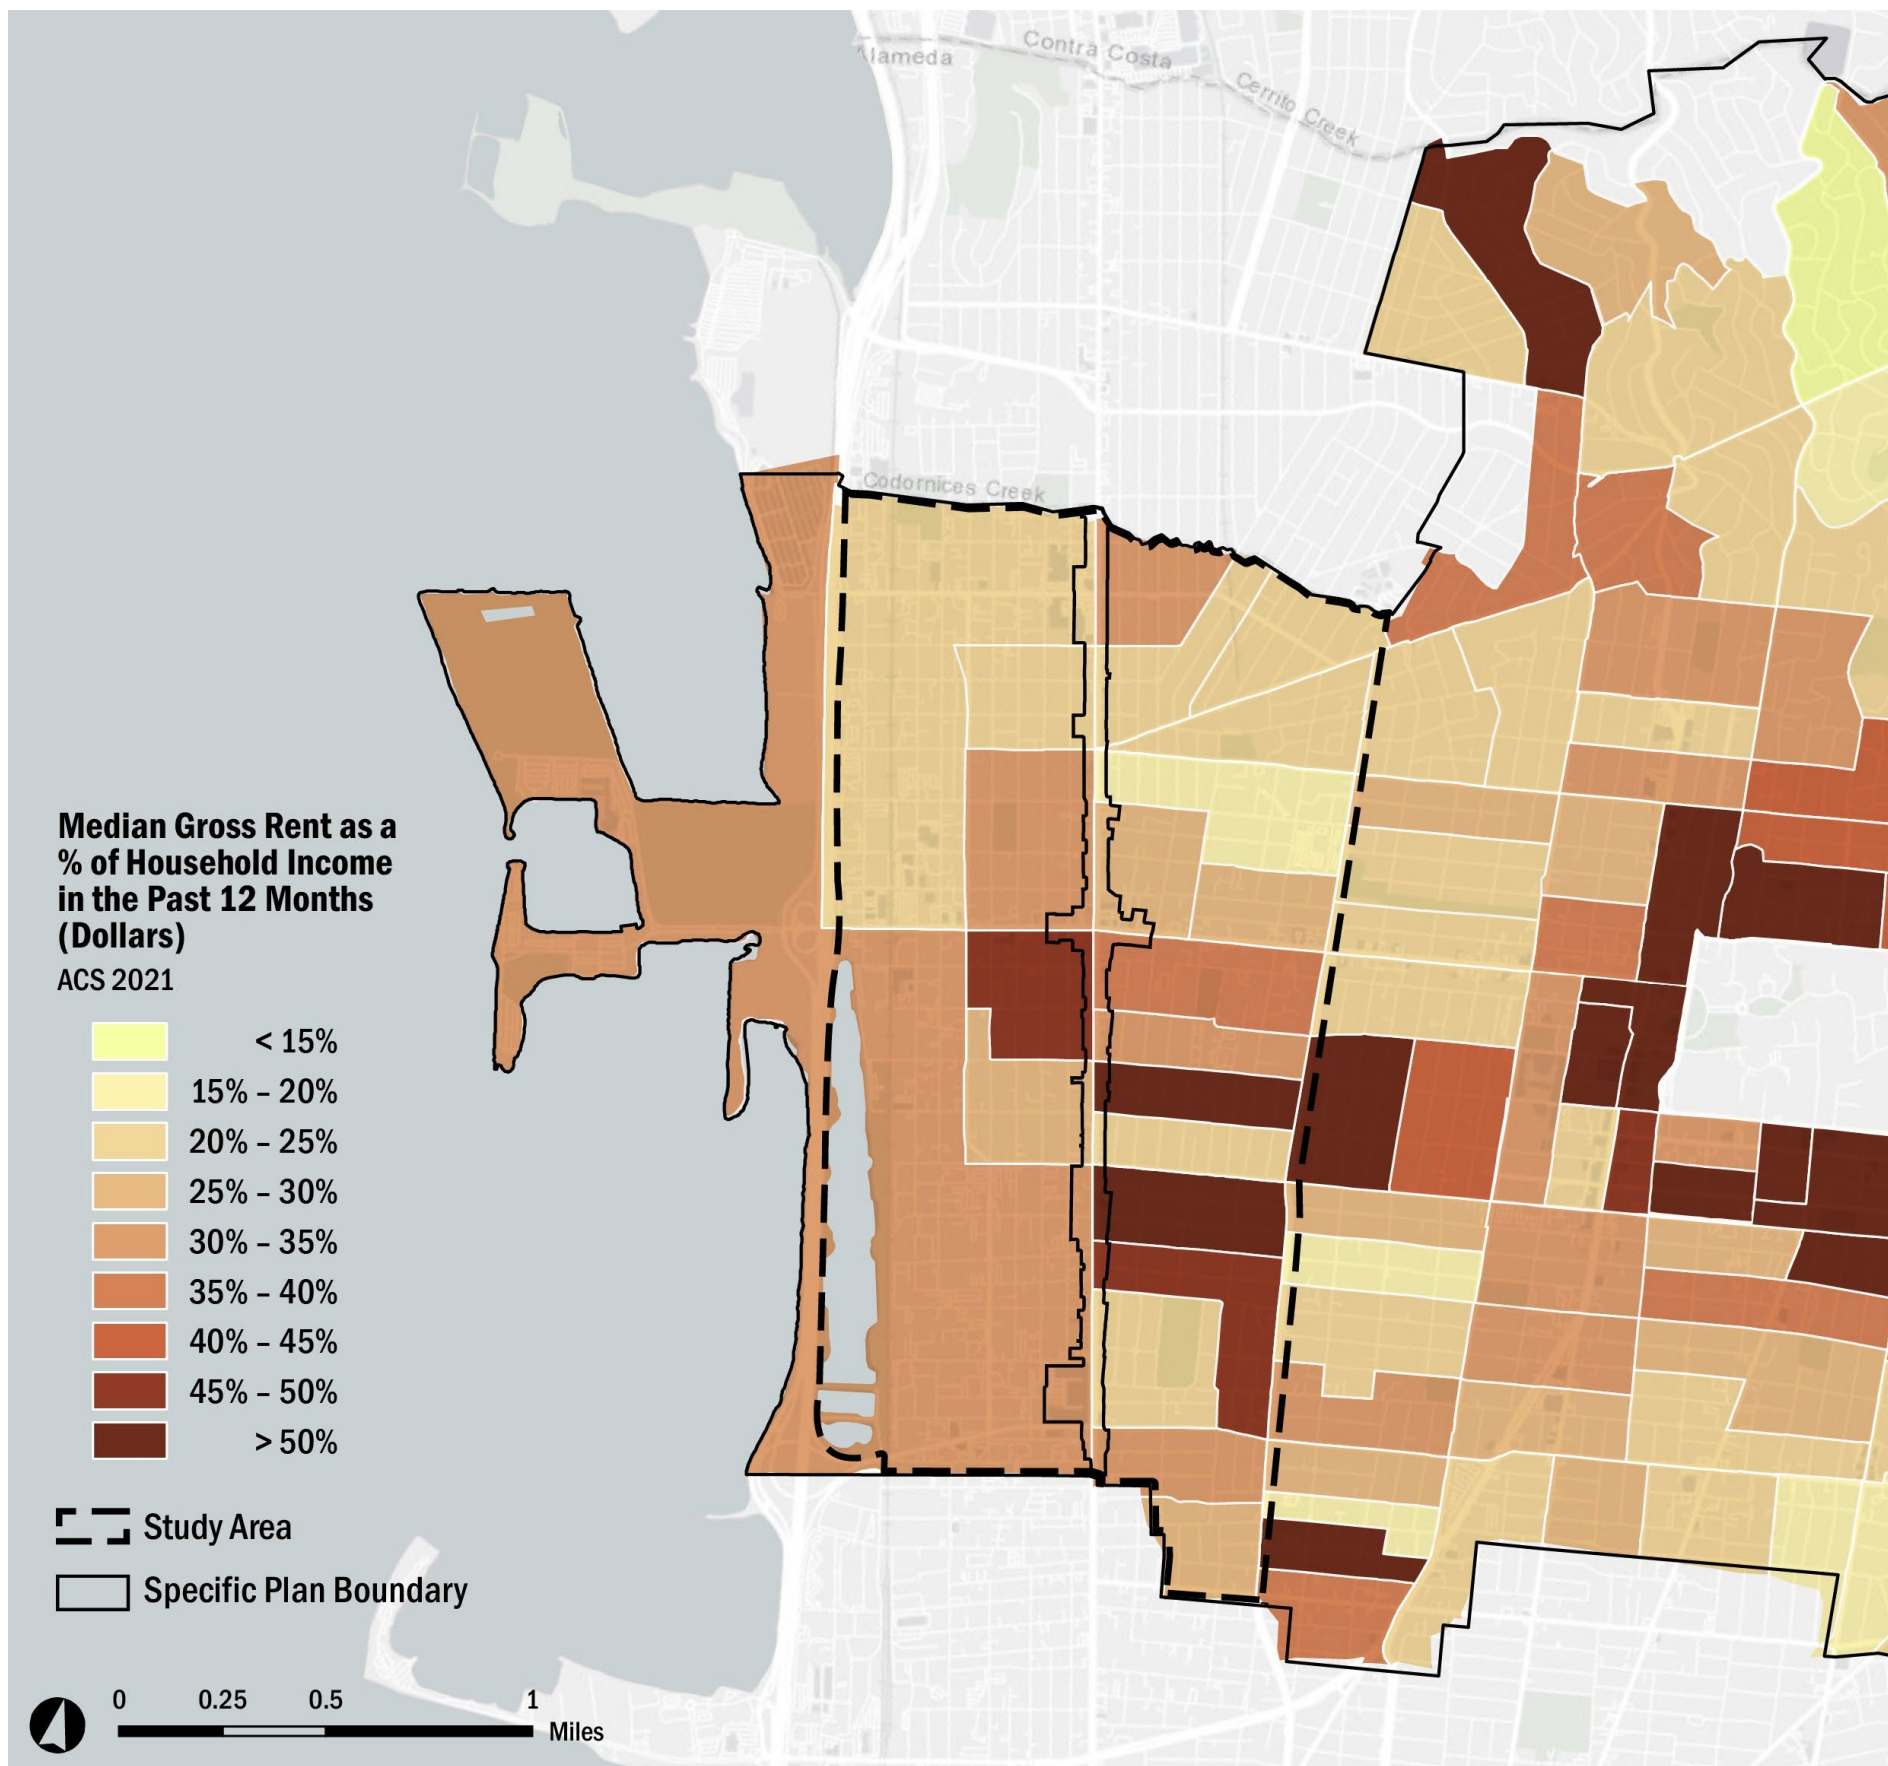 Contra Costa
Alameda
Cerrito Creek
Codornices Creek
Median Gross Rent as a
% of Household Income
in the Past 12 Months
(Dollars)
ACS 2021
< 15%
15% – 20%
20% – 25%
25% – 30%
30% – 35%
35% – 40%
40% – 45%
45% – 50%
> 50%
Study Area
Specific Plan Boundary
0 0.25 0.5 1
Miles